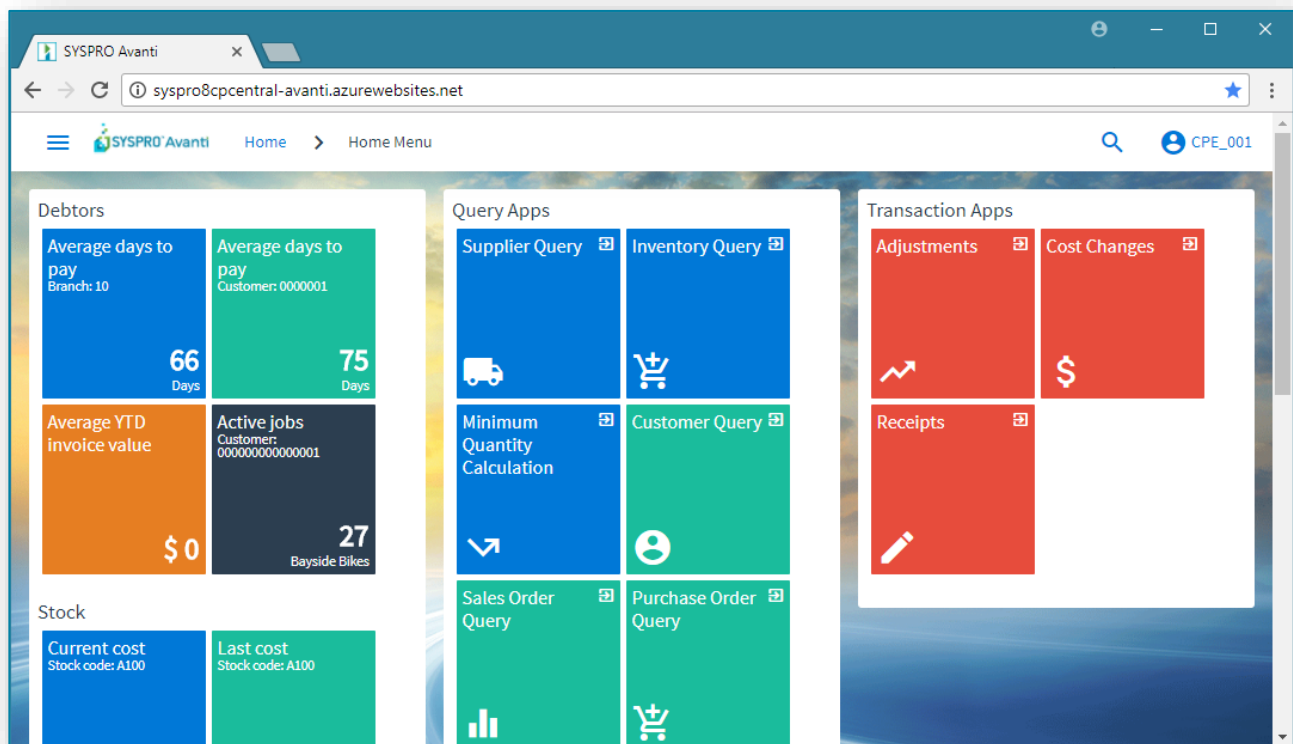 SYSPRO Avanti
syspro8cpcentral-avanti.azurewebsites.net
SYSPRO Avanti
Home
Home Menu
CPE_001
Debtors
Average days to
pay
Branch: 10
66
Days
Average days to
pay
Customer: 0000001
75
Days
Average YTD
invoice value
$ 0
Active jobs
Customer:
000000000000001
27
Bayside Bikes
Stock
Current cost
Stock code: A100
Last cost
Stock code: A100
Query Apps
Supplier Query
Inventory Query
Minimum
Quantity
Calculation
Customer Query
Sales Order
Query
Purchase Order
Query
Transaction Apps
Adjustments
Cost Changes
Receipts